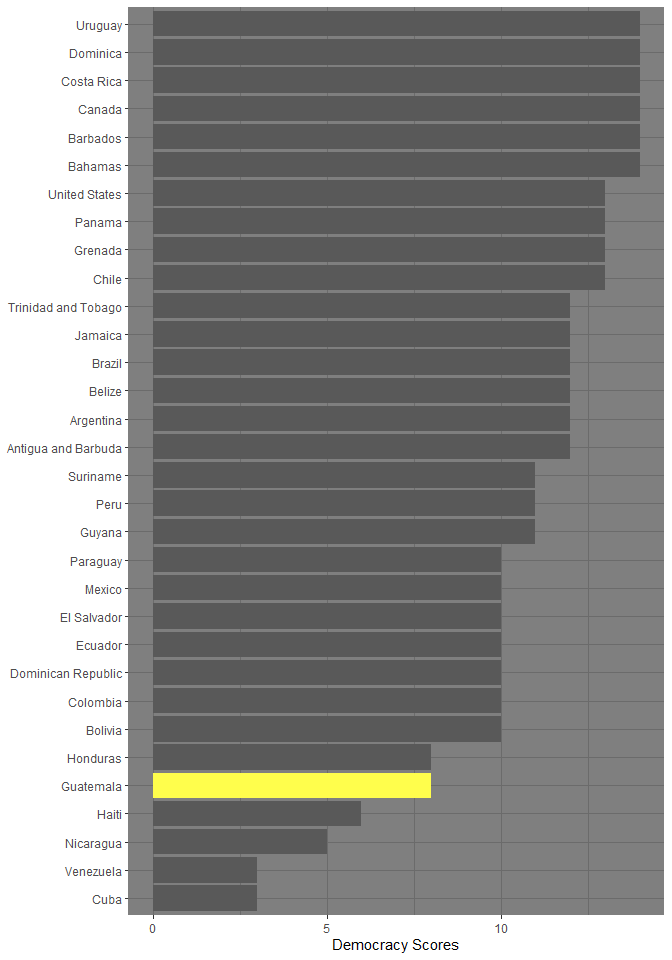 Uruguay
Dominica
Costa Rica
Canada
Barbados
Bahamas
United States
Panama
Grenada
Chile
Trinidad and Tobago
Jamaica
Brazil
Belize
Argentina
Antigua and Barbuda
Suriname
Peru
Guyana
Paraguay
Mexico
El Salvador
Ecuador
Dominican Republic
Colombia
Bolivia
Honduras
Guatemala
Haiti
Nicaragua
Venezuela
Cuba
0 5 10
Democracy Scores